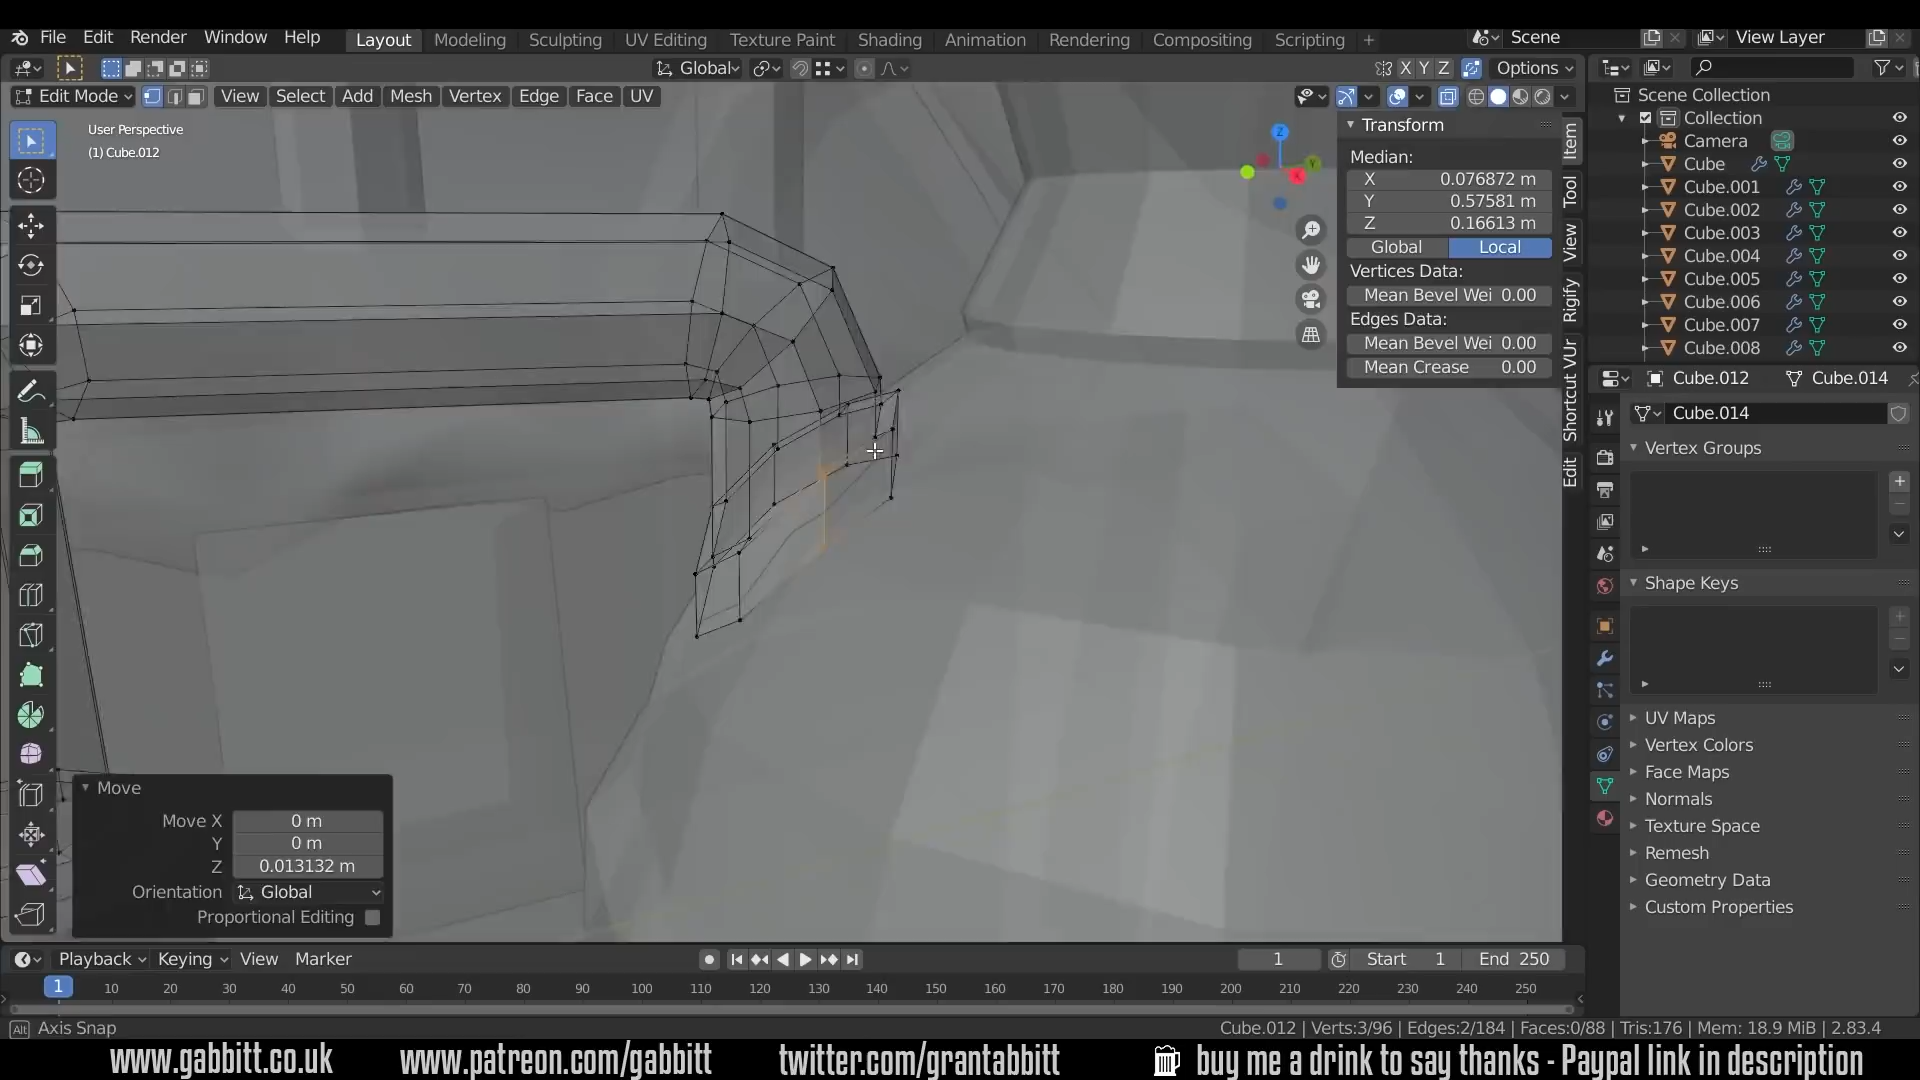 File Edit Render Window Help Layout Modeling Sculpting UV Editing Texture Paint Shading Animation Rendering Compositing Scripting + Scene View Layer
Global X Y Z Options
Edit Mode View Select Add Mesh Vertex Edge Face UV
User Perspective
(1) Cube.012
Z
Y
X
Transform
Median:
X 0.076872 m
Y 0.57581 m
Z 0.16613 m
Global Local
Vertices Data:
Mean Bevel Wei 0.00
Edges Data:
Mean Bevel Wei 0.00
Mean Crease 0.00
Item
Tool
View
Rigify
Shortcut VUr
Edit
Scene Collection
Collection
Camera
Cube
Cube.001
Cube.002
Cube.003
Cube.004
Cube.005
Cube.006
Cube.007
Cube.008
Cube.012 Cube.014
Cube.014
Vertex Groups
Shape Keys
UV Maps
Vertex Colors
Face Maps
Normals
Texture Space
Remesh
Geometry Data
Custom Properties
Move
Move X 0 m
Y 0 m
Z 0.013132 m
Orientation Global
Proportional Editing
Playback Keying View Marker 1 Start 1 End 250
1 10 20 30 40 50 60 70 80 90 100 110 120 130 140 150 160 170 180 190 200 210 220 230 240 250
Alt Axis Snap Cube.012 | Verts:3/96 | Edges:2/184 | Faces:0/88 | Tris:176 | Mem: 18.9 MiB | 2.83.4
www.gabbitt.co.uk www.patreon.com/gabbitt twitter.com/grantabbitt buy me a drink to say thanks - Paypal link in description